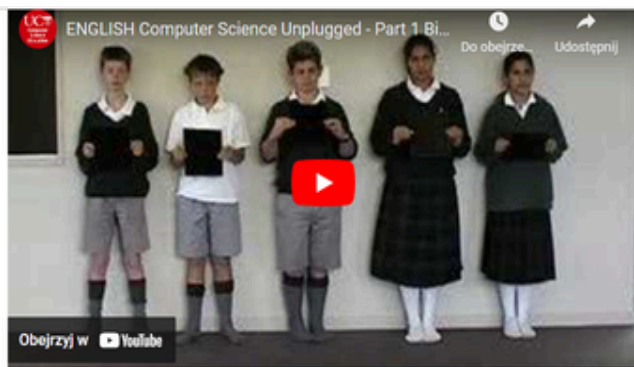 UC
ENGLISH Computer Science Unplugged - Part 1 Bi...
Do obejrze...
Udostępnij
Obejrzyj w YouTube